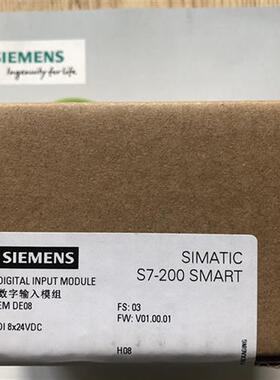 SIEMENS
Ingenuity for life
SIEMENS
SIMATIC
S7-200 SMART
DIGITAL INPUT MODULE
数字输入模组
EM DE08
DI 8x24VDC
FS: 03
FW: V01.00.01
H08
PACKAGING